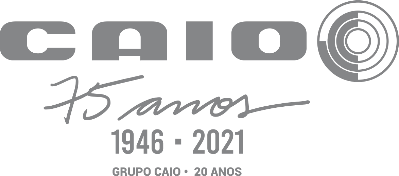 CAIO
75 anos
1946 • 2021
GRUPO CAIO • 20 ANOS